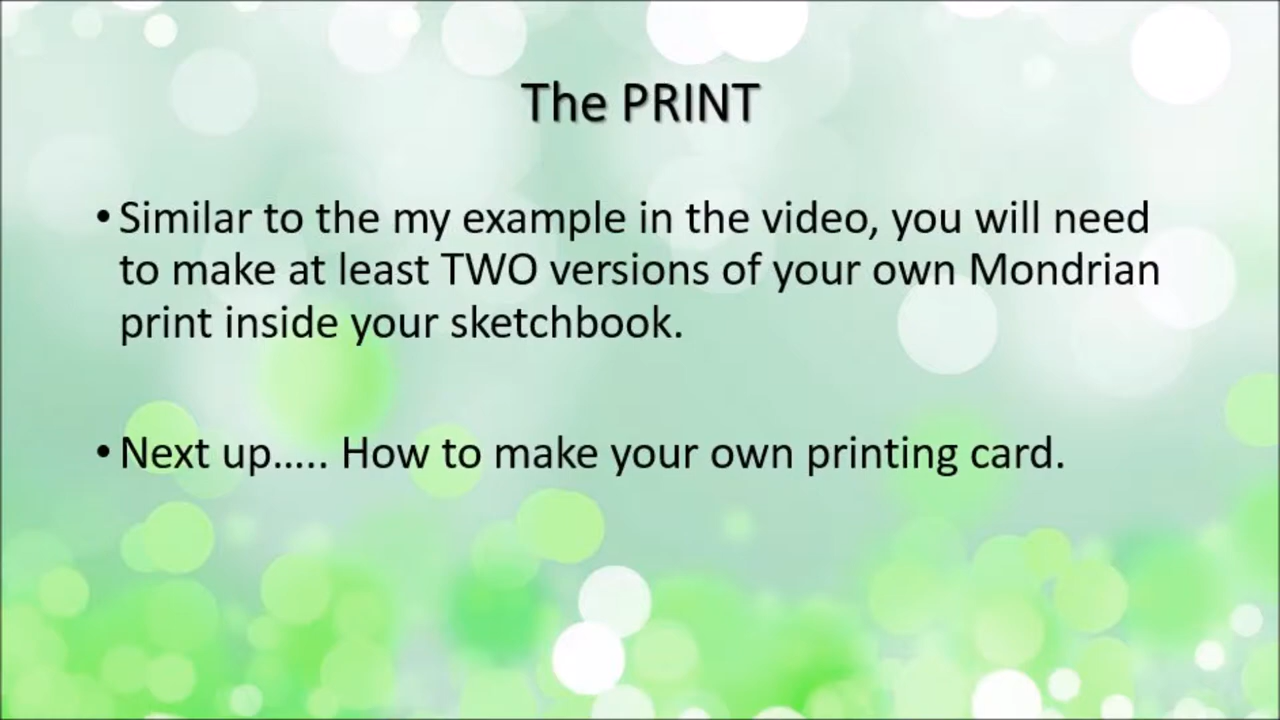 The PRINT
• Similar to the my example in the video, you will need
to make at least TWO versions of your own Mondrian
print inside your sketchbook.
• Next up….. How to make your own printing card.